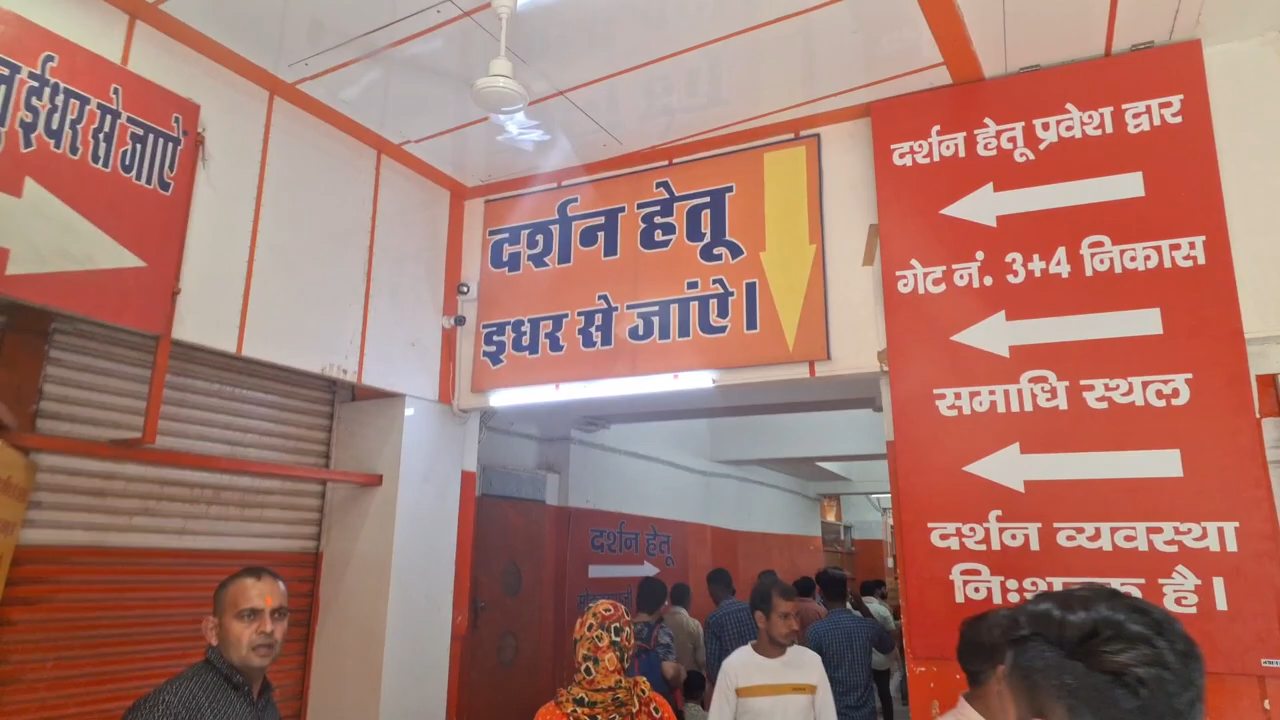 ईधर से जाऐं
दर्शन हेतू
इधर से जांऐ।
दर्शन हेतू प्रवेश द्वार
गेट नं. 3+4 निकास
समाधि स्थल
दर्शन व्यवस्था
निःशुल्क है।
दर्शन हेतू